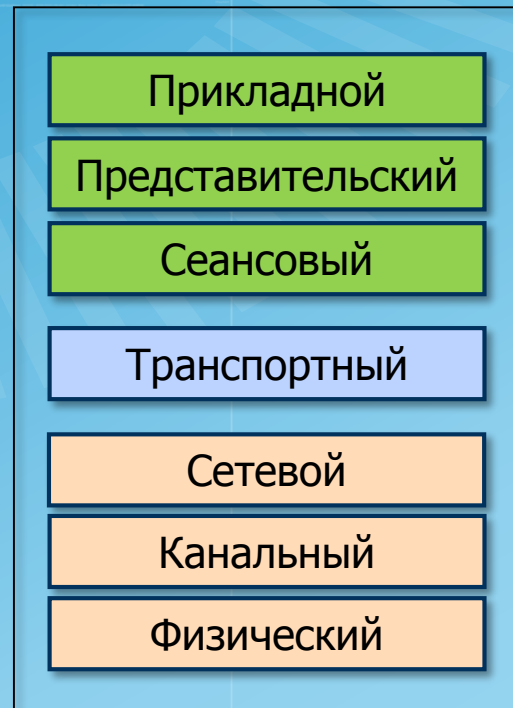 Прикладной
Представительский
Сеансовый
Транспортный
Сетевой
Канальный
Физический